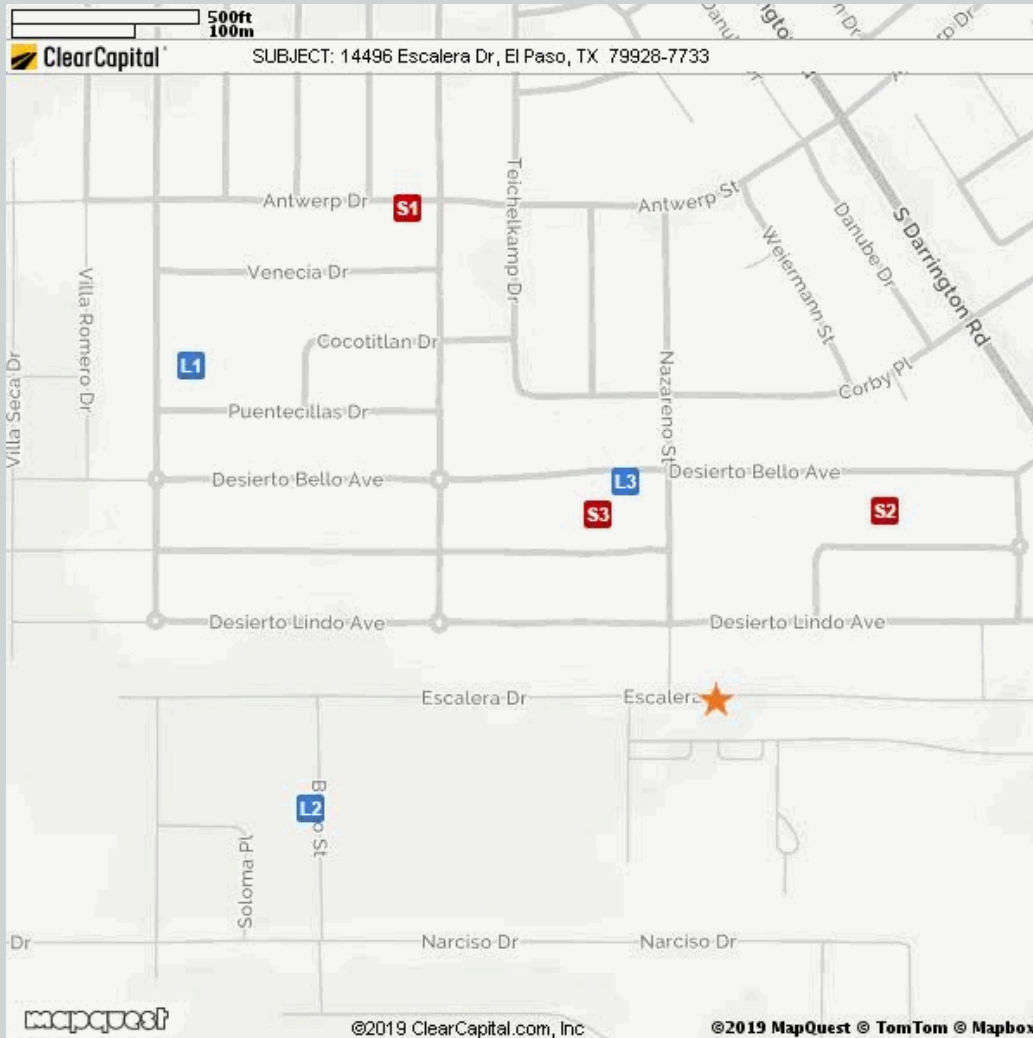 500ft
100m
ClearCapital
SUBJECT: 14496 Escalera Dr, El Paso, TX 79928-7733
Antwerp Dr
S1
Teichelkamp Dr
Antwerp St
Danube Dr
S Darrington Rd
Weiermann St
Venecia Dr
Villa Romero Dr
Cocotitlan Dr
L1
Villa Seca Dr
Nazareno St
Corby Pl
Puentecillas Dr
Desierto Bello Ave
L3
Desierto Bello Ave
S3
S2
Desierto Lindo Ave
Desierto Lindo Ave
Escalera Dr
Escalera
L2
Soloma Pl
Dr
Narciso Dr
Narciso Dr
mapquest
©2019 ClearCapital.com, Inc
©2019 MapQuest © TomTom © Mapbox